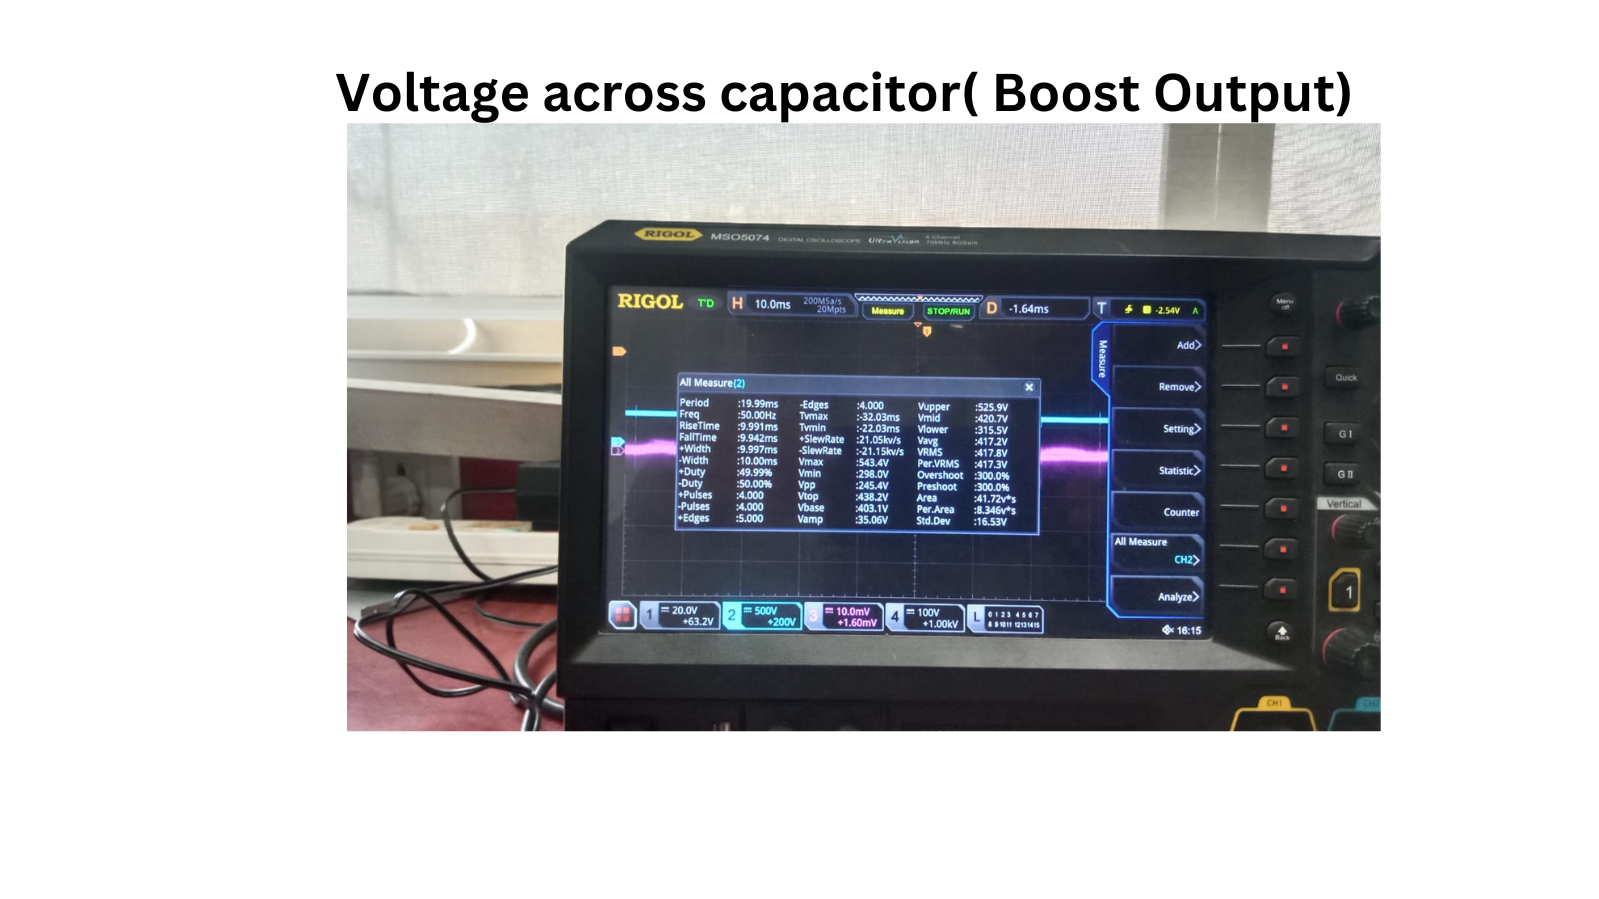 Voltage across capacitor( Boost Output)
RIGOL MSO5074 DIGITAL OSCILLOSCOPE UltraVision 4 Channel 70MHz 8GSa/s
RIGOL T'D H 10.0ms 200MSa/s 20Mpts Measure STOP/RUN D -1.64ms T -2.54V A
Menu off
Measure
Add>
Remove>
Setting>
Statistic>
Counter
All Measure
CH2>
Analyze>
Quick
G I
G II
Vertical
1
Back
All Measure(2)
Period :19.99ms -Edges :4.000 Vupper :525.9V
Freq :50.00Hz Tvmax :-32.03ms Vmid :420.7V
RiseTime :9.991ms Tvmin :-22.03ms Vlower :315.5V
FallTime :9.942ms +SlewRate :21.05kv/s Vavg :417.2V
+Width :9.997ms -SlewRate :-21.15kv/s VRMS :417.8V
-Width :10.00ms Vmax :543.4V Per.VRMS :417.3V
+Duty :49.99% Vmin :298.0V Overshoot :300.0%
-Duty :50.00% Vpp :245.4V Preshoot :300.0%
+Pulses :4.000 Vtop :438.2V Area :41.72v*s
-Pulses :4.000 Vbase :403.1V Per.Area :8.346v*s
+Edges :5.000 Vamp :35.06V Std.Dev :16.53V
1 20.0V +63.2V 2 500V +200V 3 10.0mV +1.60mV 4 100V +1.00kV L 0 1 2 3 4 5 6 7 8 9 10 11 12 13 14 15
16:15
CH1